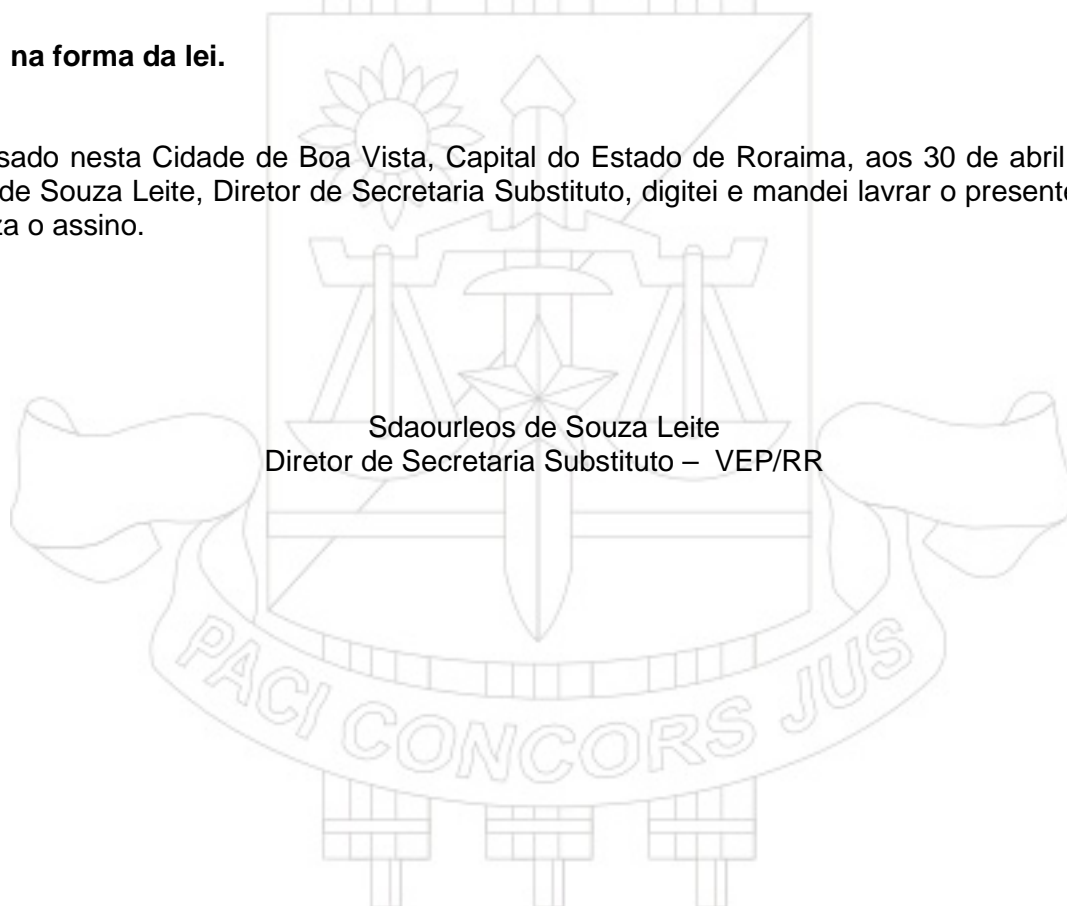 na forma da lei.
sado nesta Cidade de Boa Vista, Capital do Estado de Roraima, aos 30 de abril
de Souza Leite, Diretor de Secretaria Substituto, digitei e mandei lavrar o presente
za o assino.
Sdaourleos de Souza Leite
Diretor de Secretaria Substituto – VEP/RR
PACI CONCORS JUS